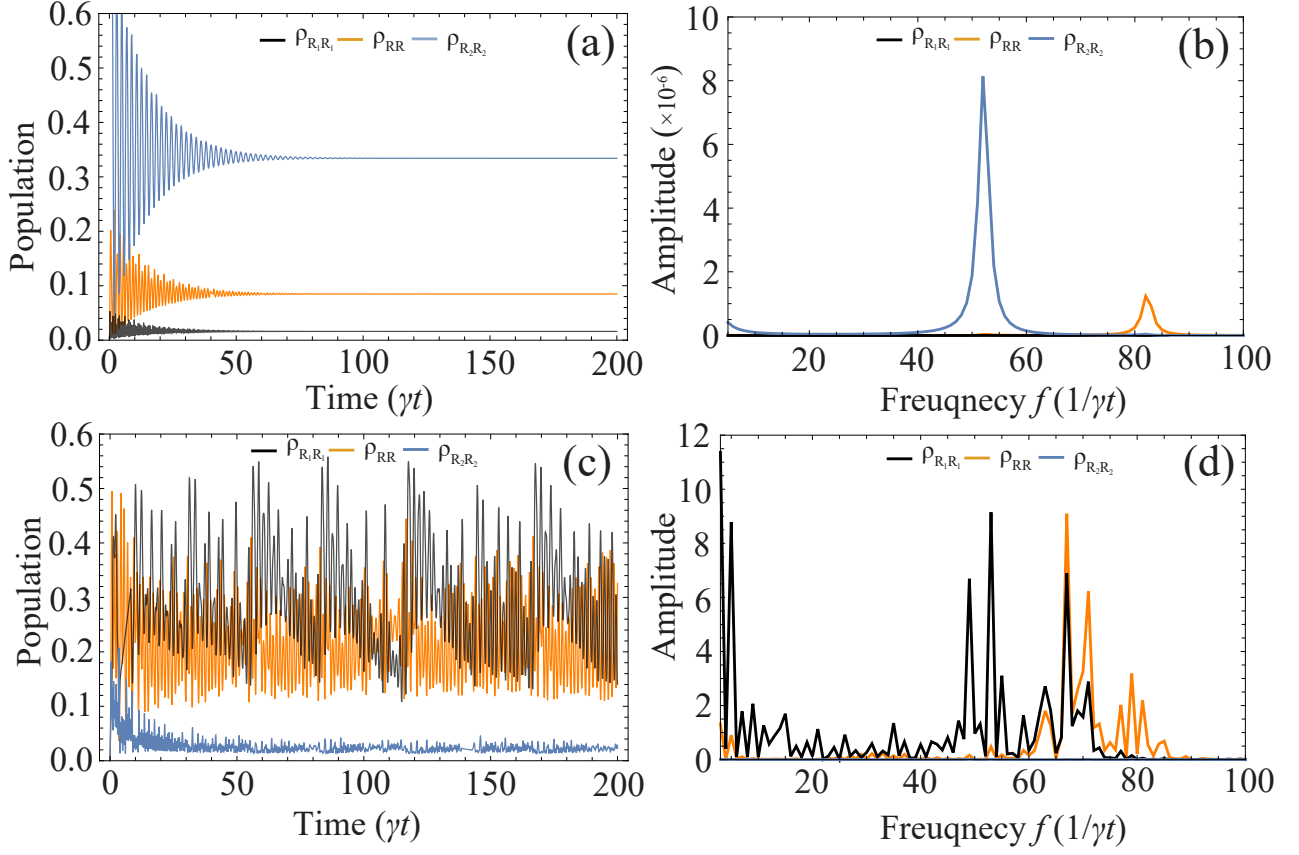 (a)
ρR₁R₁ ρRR ρR₂R₂
0.6
0.5
0.4
0.3
0.2
0.1
0.0
Population
0 50 100 150 200
Time (γt)
(b)
ρR₁R₁ ρRR ρR₂R₂
10
8
6
4
2
0
Amplitude (×10⁻⁶)
20 40 60 80 100
Freuqnecy f (1/γt)
(c)
ρR₁R₁ ρRR ρR₂R₂
0.6
0.5
0.4
0.3
0.2
0.1
0.0
Population
0 50 100 150 200
Time (γt)
(d)
ρR₁R₁ ρRR ρR₂R₂
12
10
8
6
4
2
0
Amplitude
20 40 60 80 100
Freuqnecy f (1/γt)